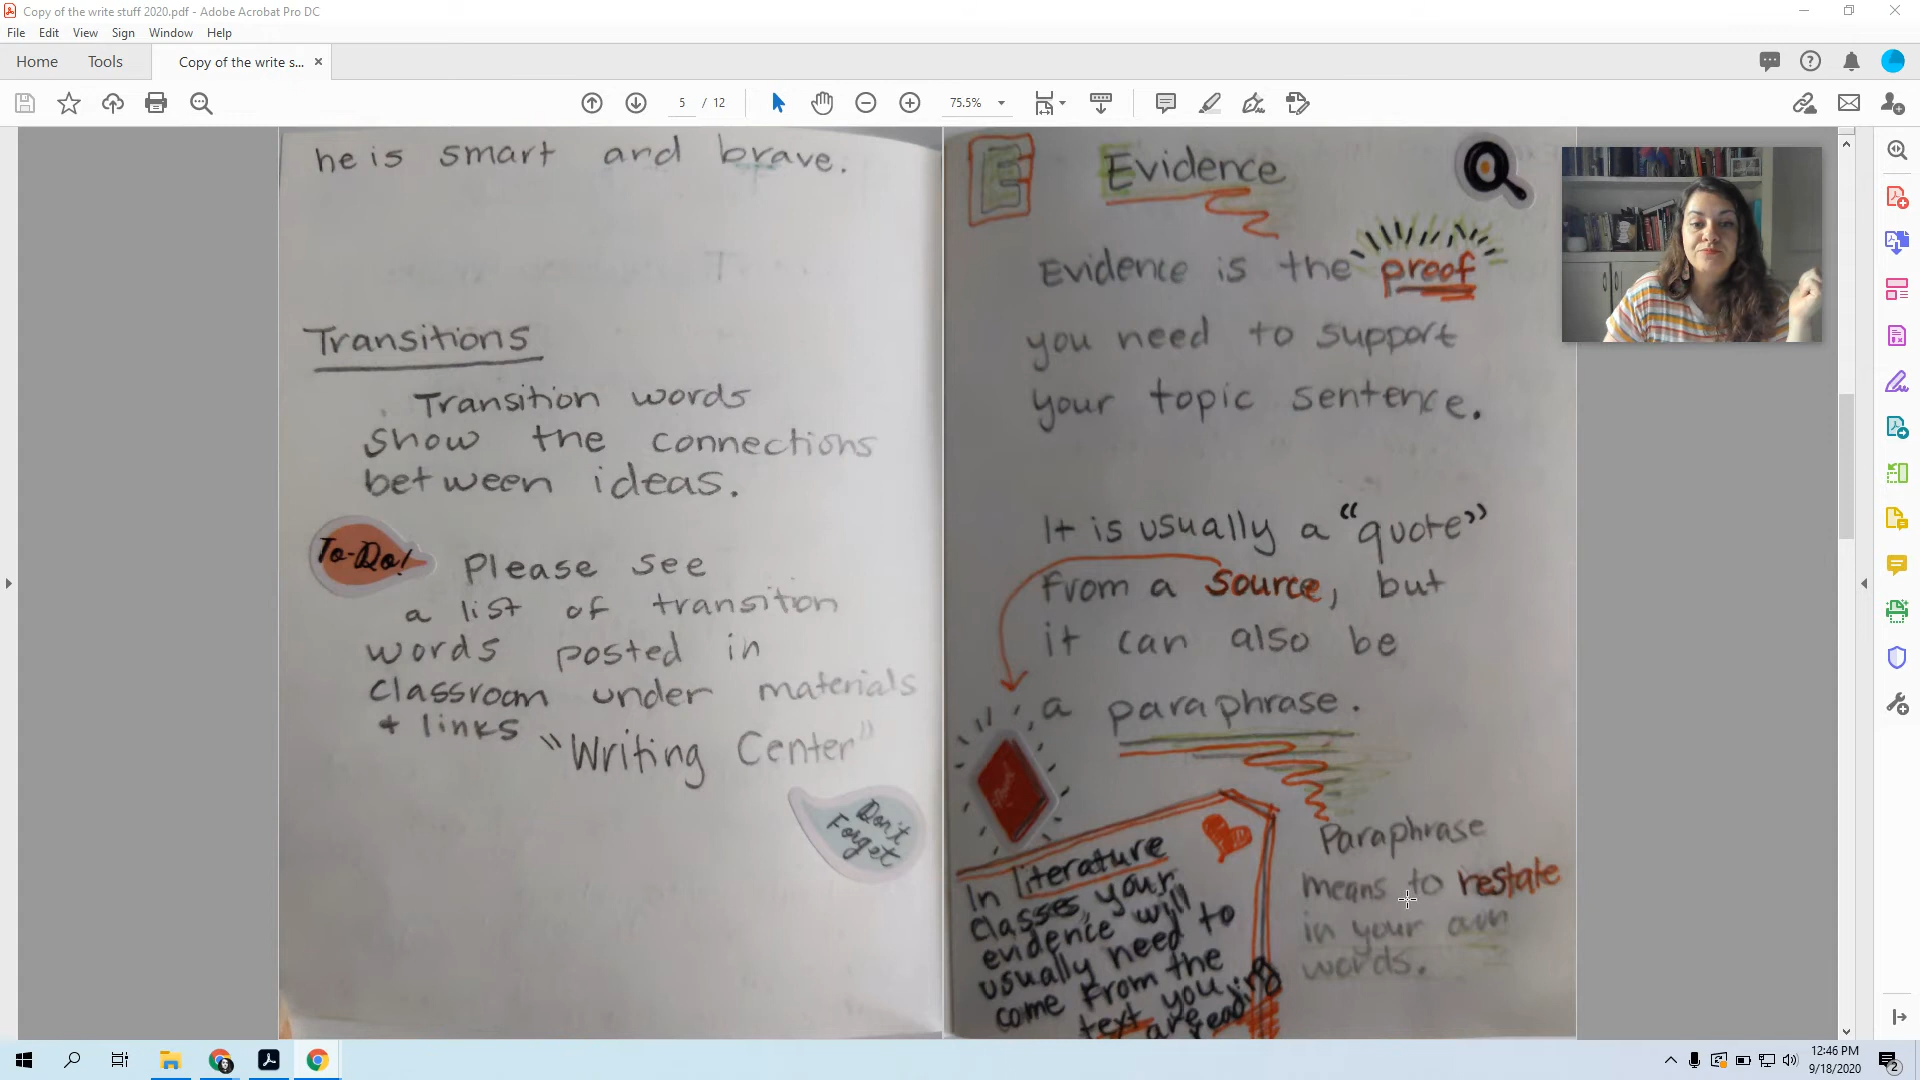 Copy of the write stuff 2020.pdf - Adobe Acrobat Pro DC
File Edit View Sign Window Help
Home Tools Copy of the write s... ×
5 / 12 75.5%
he is smart and brave.
Transitions
Transition words
show the connections
between ideas.
To-Do!
Please see
a list of transition
words posted in
classroom under materials
+ links
"Writing Center"
Don't
Forget
E Evidence
Evidence is the proof
you need to support
your topic sentence.
It is usually a "quote"
from a source, but
it can also be
a paraphrase.
In literature
classes, your
evidence will
usually need to
come from the
text you
are reading
Paraphrase
means to restate
in your own
words.
12:46 PM
9/18/2020
2